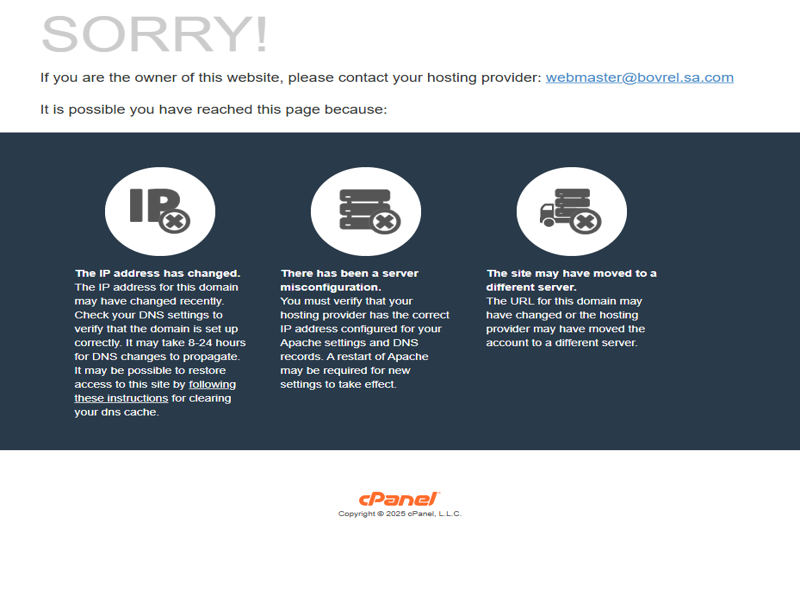 SORRY!
If you are the owner of this website, please contact your hosting provider: webmaster@bovrel.sa.com
It is possible you have reached this page because:
IP
The IP address has changed.
The IP address for this domain
may have changed recently.
Check your DNS settings to
verify that the domain is set up
correctly. It may take 8-24 hours
for DNS changes to propagate.
It may be possible to restore
access to this site by following
these instructions for clearing
your dns cache.
There has been a server
misconfiguration.
You must verify that your
hosting provider has the correct
IP address configured for your
Apache settings and DNS
records. A restart of Apache
may be required for new
settings to take effect.
The site may have moved to a
different server.
The URL for this domain may
have changed or the hosting
provider may have moved the
account to a different server.
cPanel
Copyright © 2025 cPanel, L.L.C.